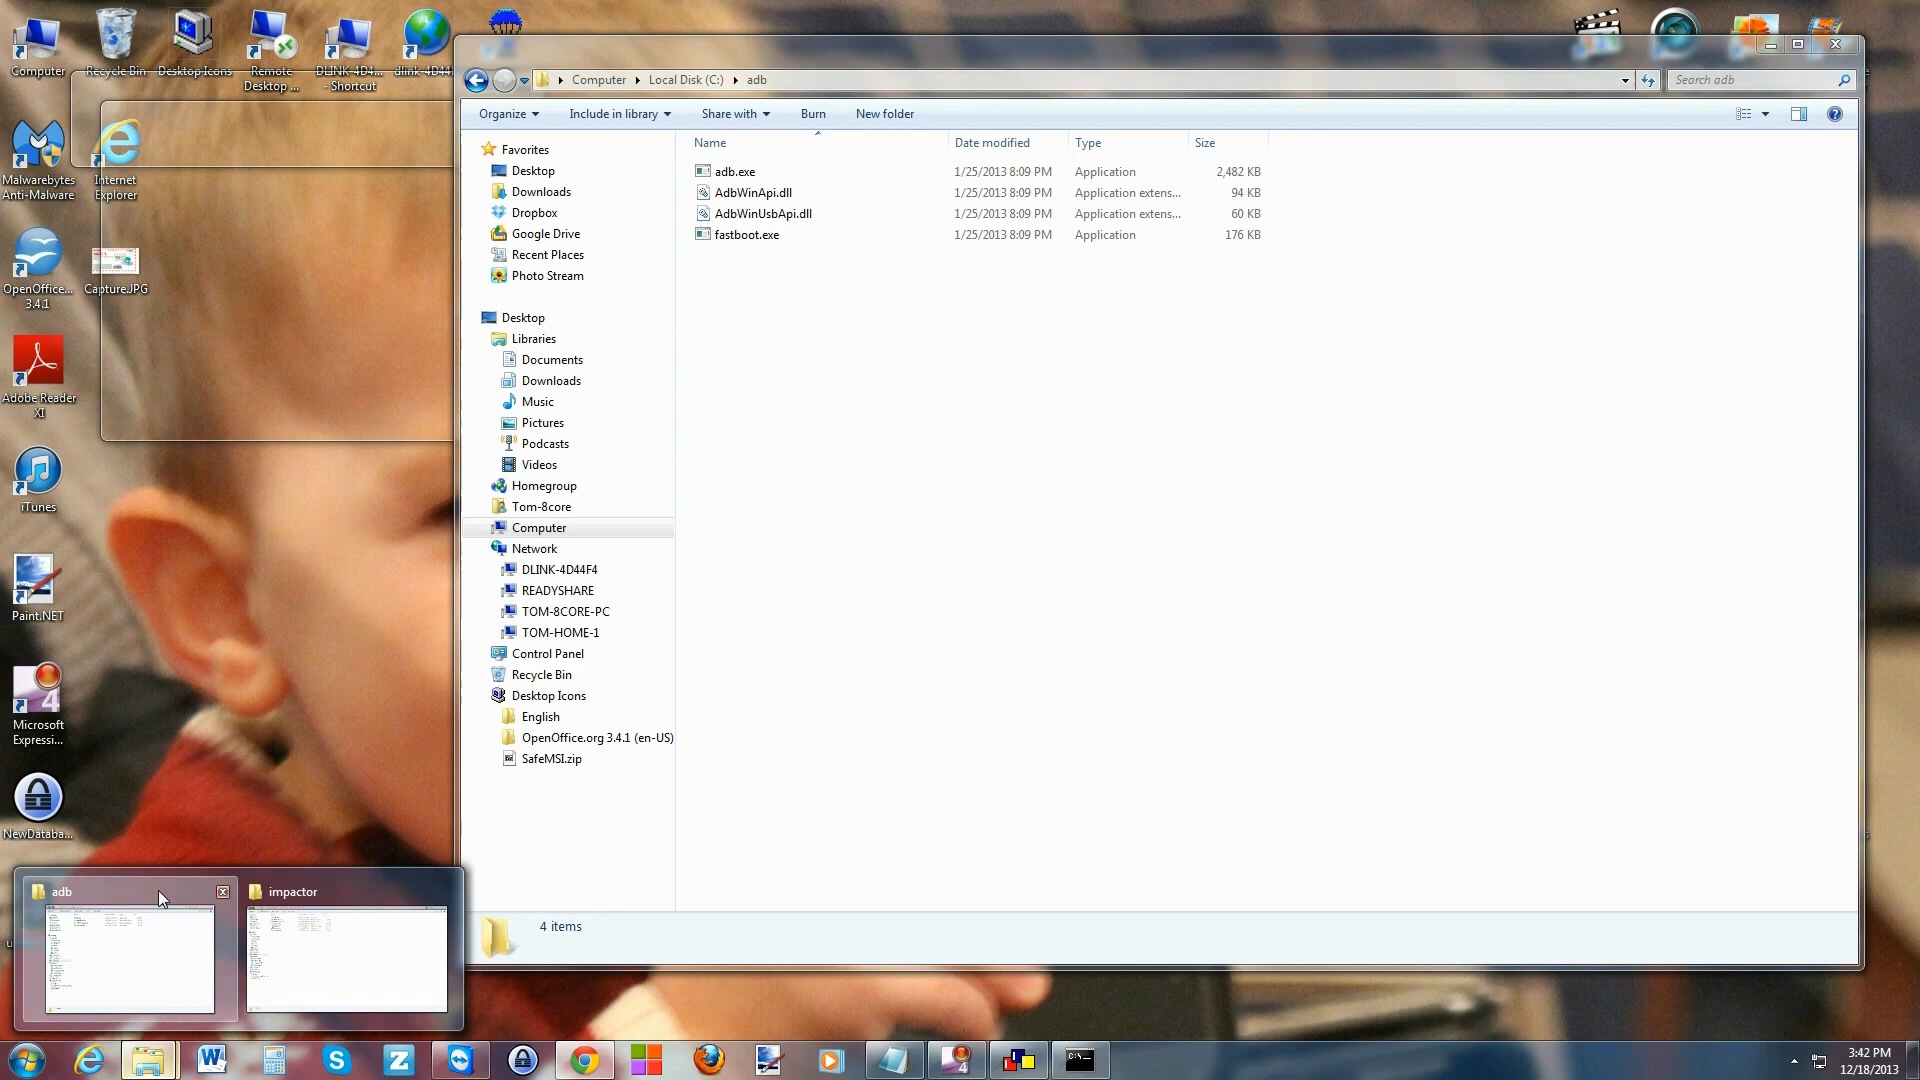 Computer
Recycle Bin
Desktop Icons
Remote
Desktop ...
DLINK-4D4...
- Shortcut
dlink-4D44
Malwarebytes
Anti-Malware
Internet
Explorer
OpenOffice...
3.4.1
Capture.JPG
Adobe Reader
XI
iTunes
Paint.NET
Microsoft
Expressi...
NewDataba...
Computer
Local Disk (C:)
adb
Search adb
Organize
Include in library
Share with
Burn
New folder
Favorites
Desktop
Downloads
Dropbox
Google Drive
Recent Places
Photo Stream
Desktop
Libraries
Documents
Downloads
Music
Pictures
Podcasts
Videos
Homegroup
Tom-8core
Computer
Network
DLINK-4D44F4
READYSHARE
TOM-8CORE-PC
TOM-HOME-1
Control Panel
Recycle Bin
Desktop Icons
English
OpenOffice.org 3.4.1 (en-US)
SafeMSI.zip
Name Date modified Type Size
adb.exe 1/25/2013 8:09 PM Application 2,482 KB
AdbWinApi.dll 1/25/2013 8:09 PM Application extens... 94 KB
AdbWinUsbApi.dll 1/25/2013 8:09 PM Application extens... 60 KB
fastboot.exe 1/25/2013 8:09 PM Application 176 KB
4 items
adb
impactor
3:42 PM
12/18/2013